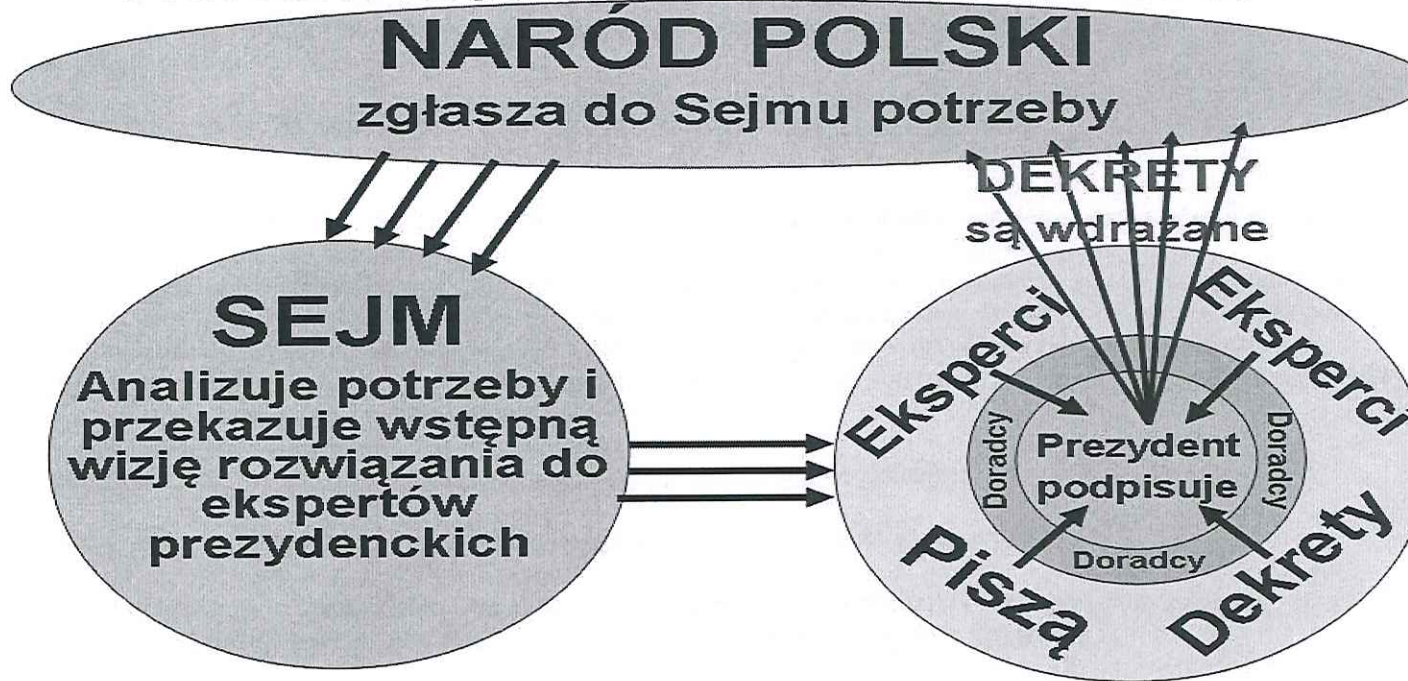 NARÓD POLSKI
zgłasza do Sejmu potrzeby
DEKRETY
są wdrażane
SEJM
Analizuje potrzeby i
przekazuje wstępną
wizję rozwiązania do
ekspertów
prezydenckich
Eksperci
Eksperci
Doradcy
Doradcy
Prezydent
podpisuje
Doradcy
Piszą
Dekrety